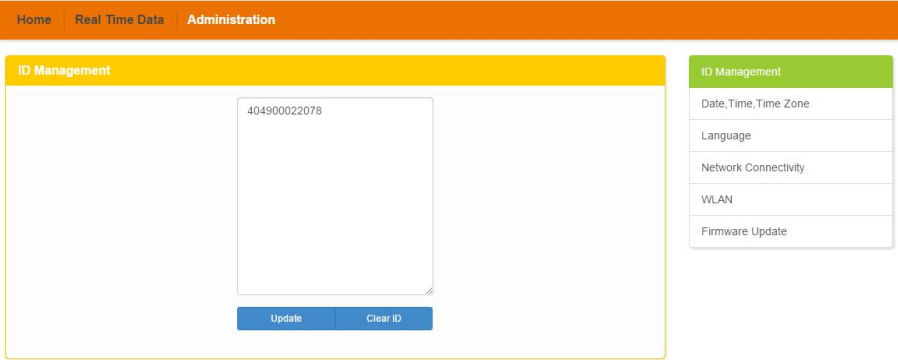 Home Real Time Data Administration
ID Management
404900022078
Update Clear ID
ID Management
Date,Time,Time Zone
Language
Network Connectivity
WLAN
Firmware Update